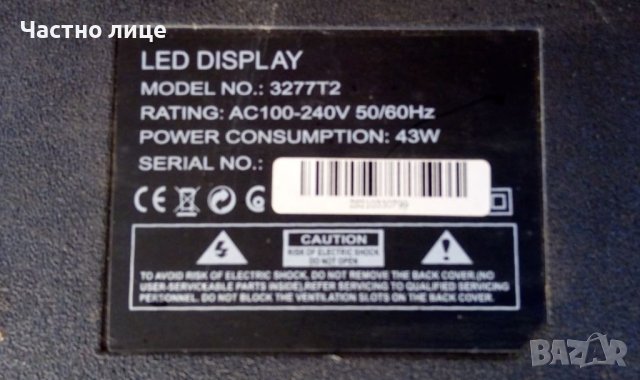 Частно лице
LED DISPLAY
MODEL NO.: 3277T2
RATING: AC100-240V 50/60Hz
POWER CONSUMPTION: 43W
SERIAL NO.:
CAUTION
RISK OF ELECTRIC SHOCK
DO NOT OPEN
TO AVOID RISK OF ELECTRIC SHOCK, DO NOT REMOVE THE BACK COVER.(NO
USER-SERVICEABLE PARTS INSIDE),REFER SERVICING TO QUALIFIED SERVICING
PERSONNEL. DO NOT BLOCK THE VENTILATION SLOTS ON THE BACK COVER.
BAZAR